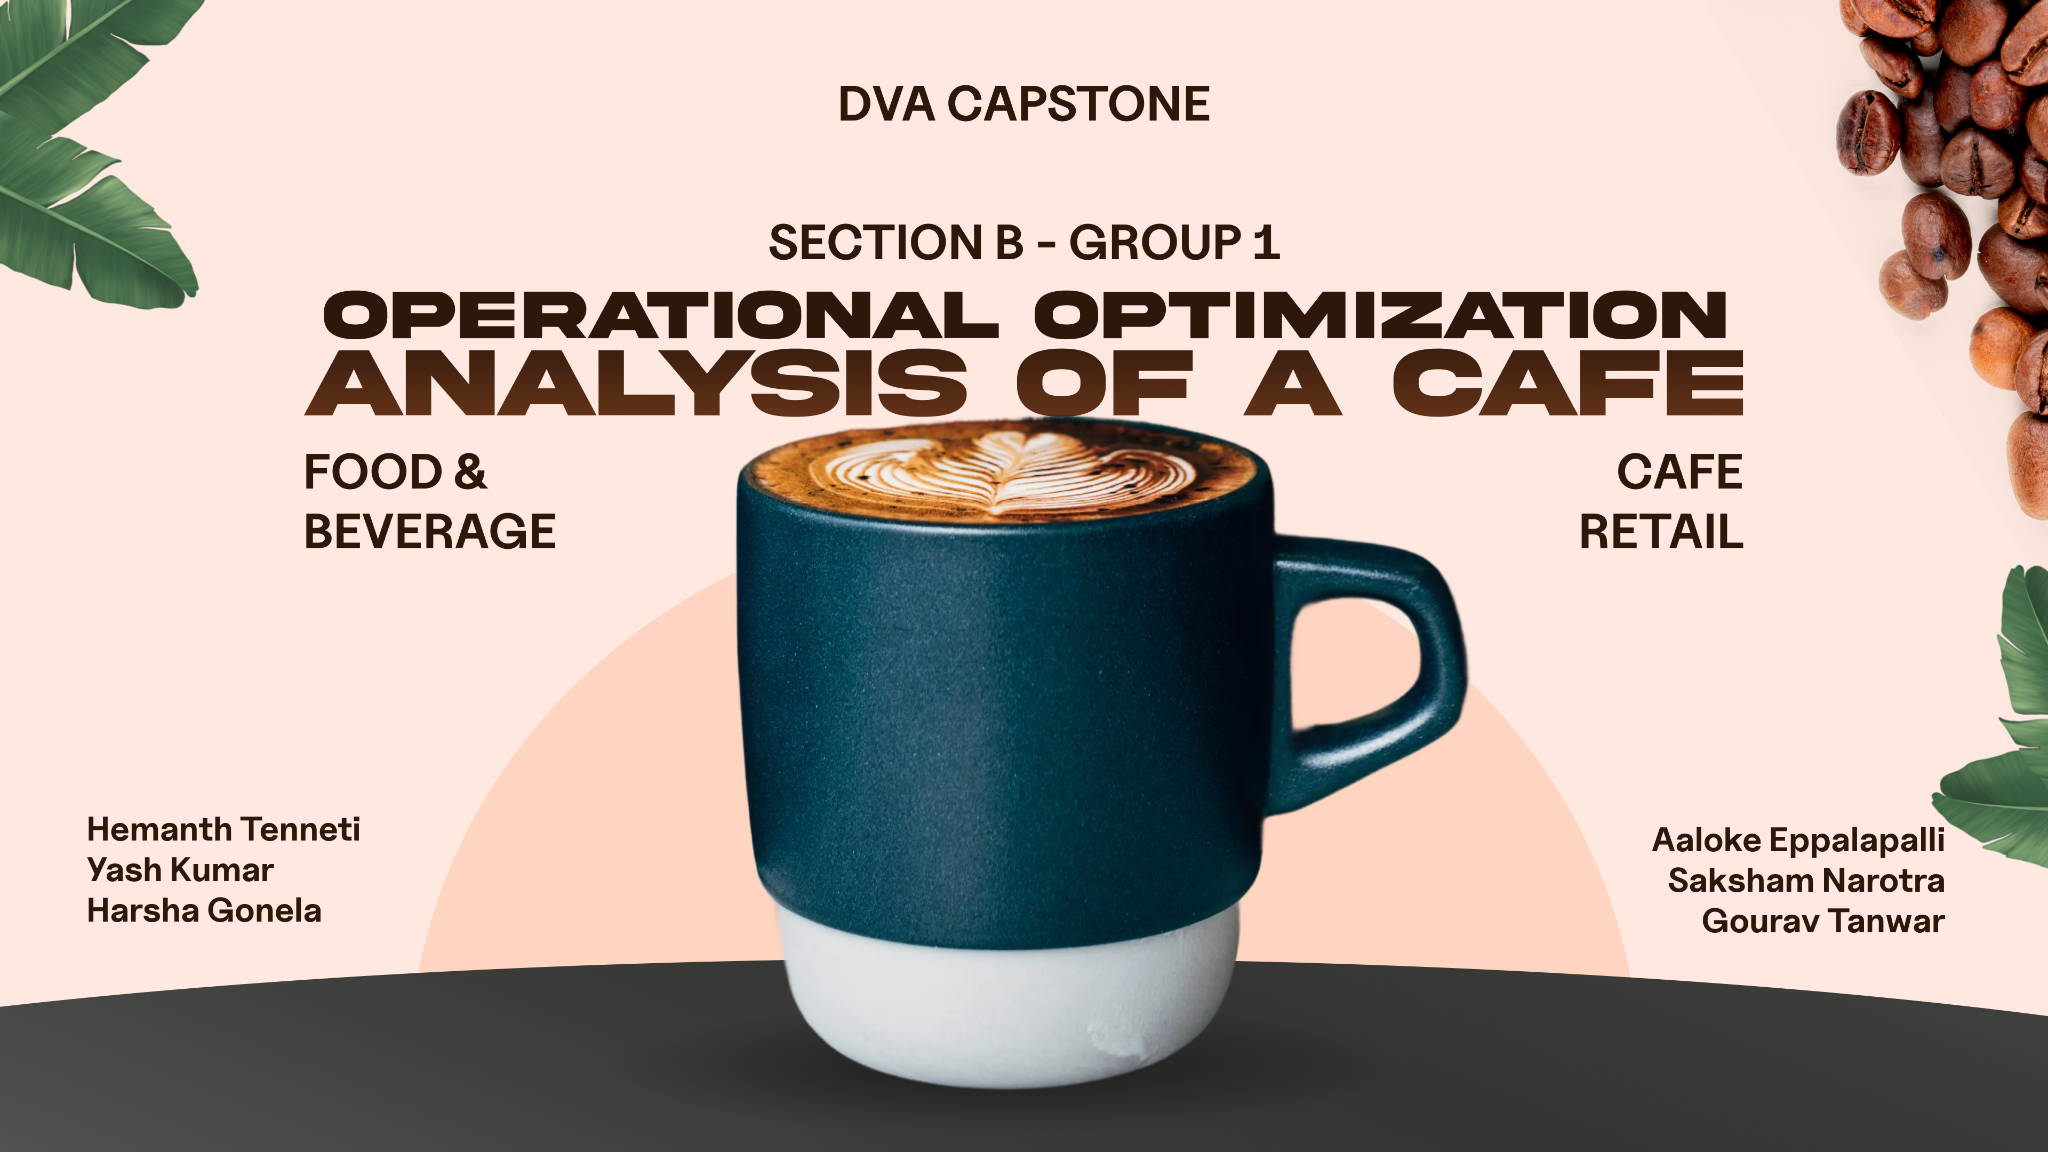 DVA CAPSTONE
SECTION B - GROUP 1
OPERATIONAL OPTIMIZATION
ANALYSIS OF A CAFE
FOOD &
BEVERAGE
CAFE
RETAIL
Hemanth Tenneti
Yash Kumar
Harsha Gonela
Aaloke Eppalapalli
Saksham Narotra
Gourav Tanwar